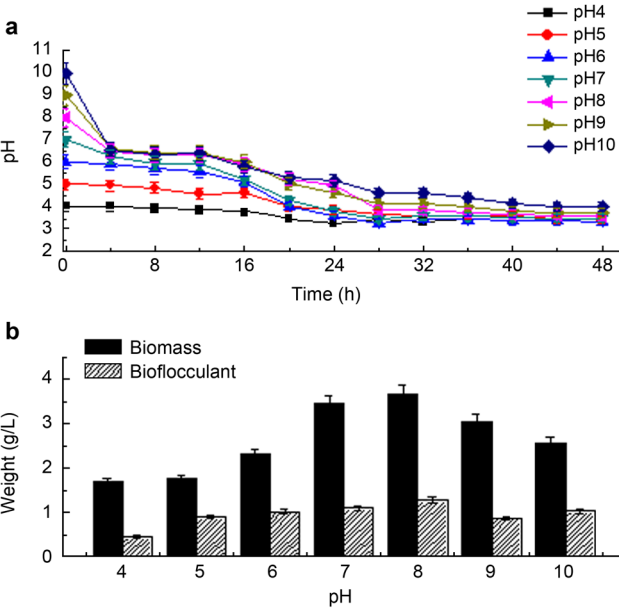 a
pH4
pH5
pH6
pH7
pH8
pH9
pH10
11
10
9
8
7
6
5
4
3
2
pH
0 8 16 24 32 40 48
Time (h)
b
Biomass
Bioflocculant
4
3
2
1
0
Weight (g/L)
4 5 6 7 8 9 10
pH